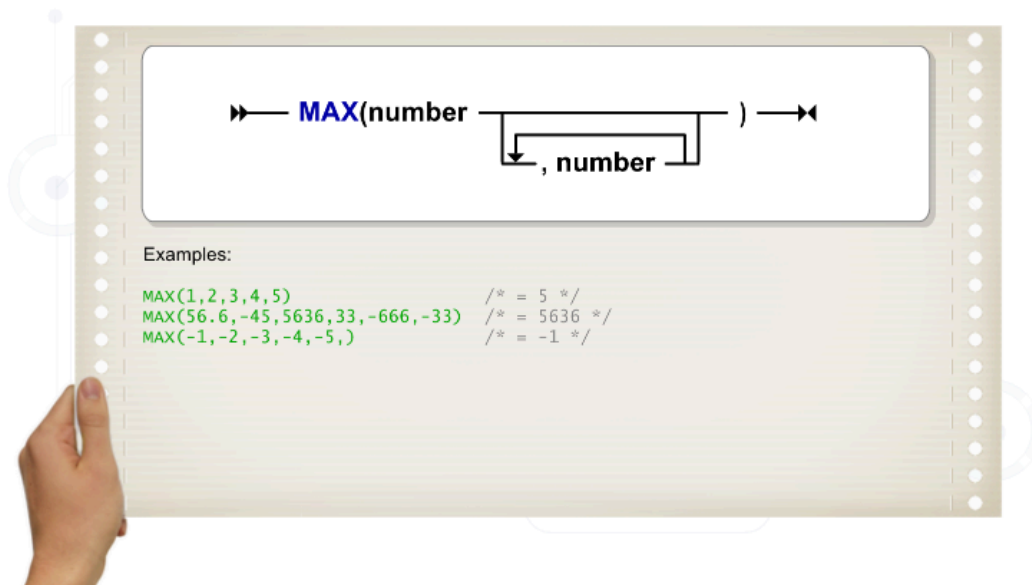 MAX(number )
, number
Examples:
MAX(1,2,3,4,5) /* = 5 */
MAX(56.6,-45,5636,33,-666,-33) /* = 5636 */
MAX(-1,-2,-3,-4,-5,) /* = -1 */